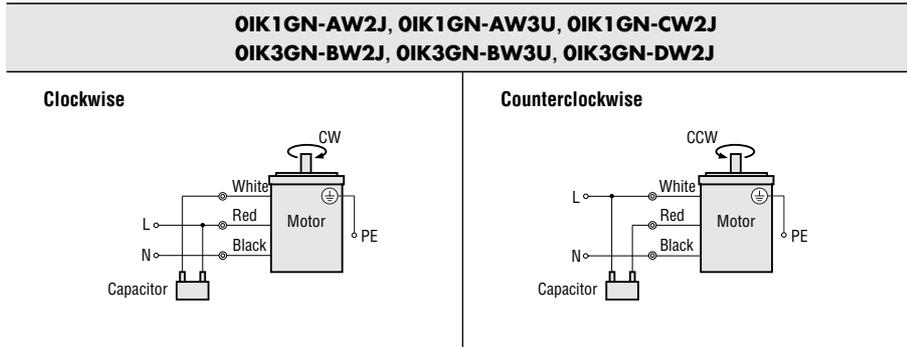 0IK1GN-AW2J, 0IK1GN-AW3U, 0IK1GN-CW2J
0IK3GN-BW2J, 0IK3GN-BW3U, 0IK3GN-DW2J
Clockwise
CW
White
Red
Black
L
N
Motor
PE
Capacitor
Counterclockwise
CCW
L
White
Red
Black
N
Motor
PE
Capacitor